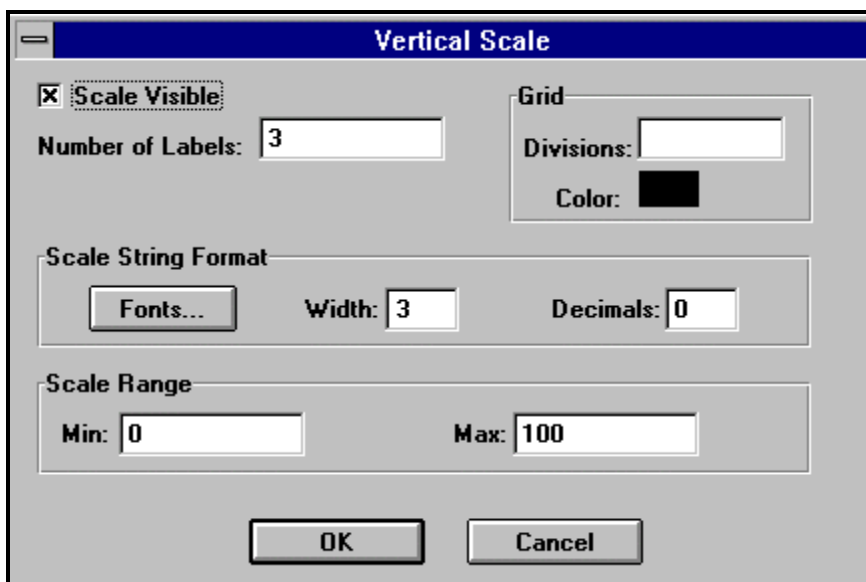 Vertical Scale
Scale Visible
Number of Labels: 3
Grid
Divisions:
Color:
Scale String Format
Fonts... Width: 3 Decimals: 0
Scale Range
Min: 0 Max: 100
OK Cancel